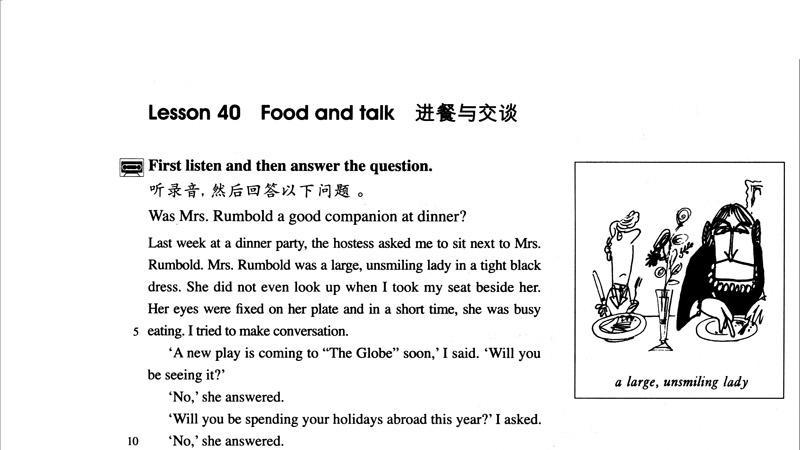 Lesson 40 Food and talk 进餐与交谈
First listen and then answer the question.
听录音, 然后回答以下问题 。
Was Mrs. Rumbold a good companion at dinner?
Last week at a dinner party, the hostess asked me to sit next to Mrs.
Rumbold. Mrs. Rumbold was a large, unsmiling lady in a tight black
dress. She did not even look up when I took my seat beside her.
Her eyes were fixed on her plate and in a short time, she was busy
5 eating. I tried to make conversation.
‘A new play is coming to “The Globe” soon,’ I said. ‘Will you
be seeing it?’
‘No,’ she answered.
‘Will you be spending your holidays abroad this year?’ I asked.
10 ‘No,’ she answered.
a large, unsmiling lady